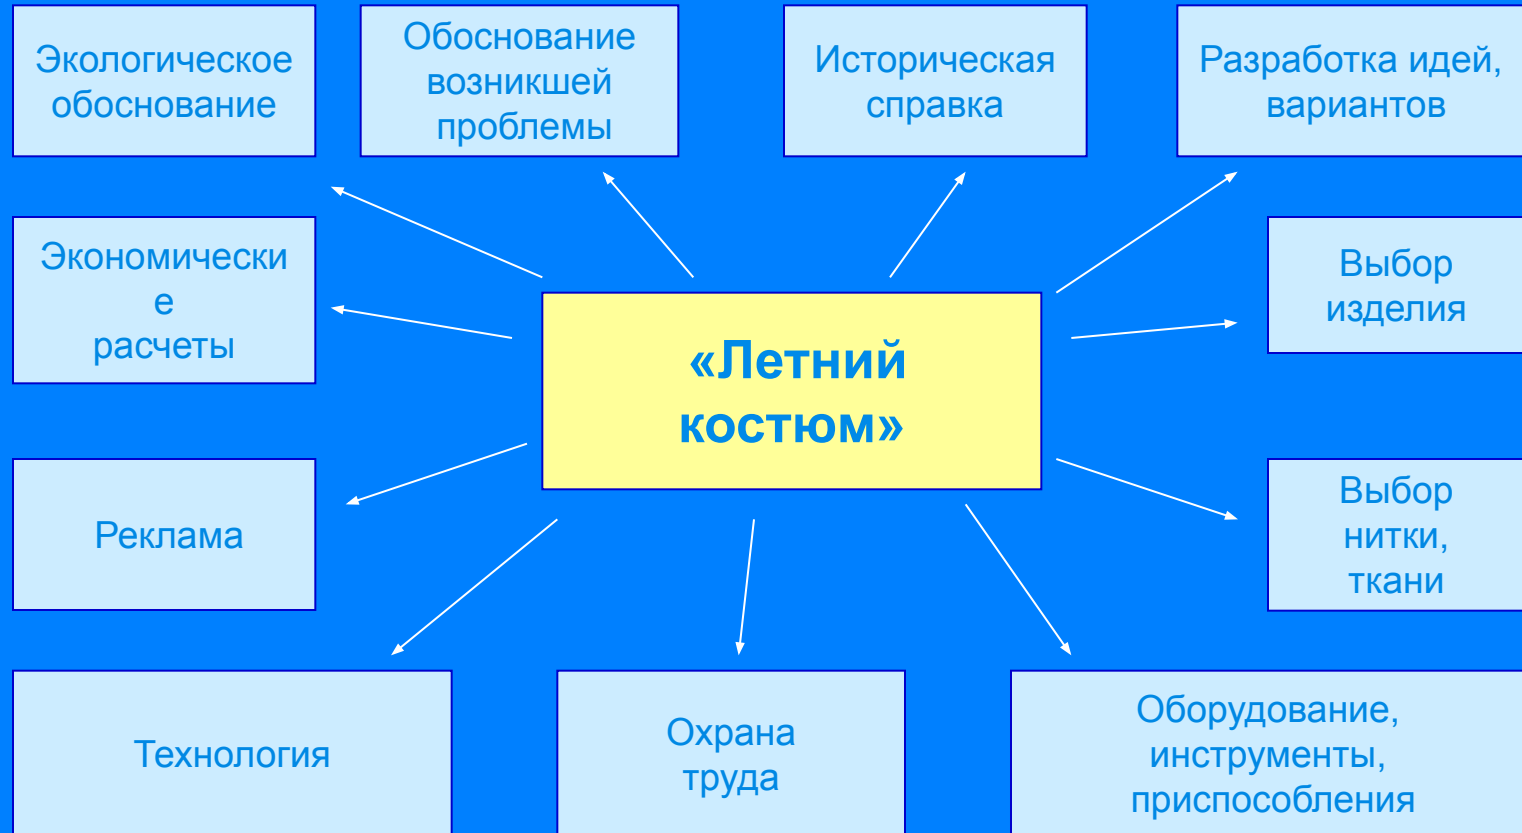 Экологическое
обоснование
Обоснование
возникшей
проблемы
Историческая
справка
Разработка идей,
вариантов
Экономически
е
расчеты
Выбор
изделия
«Летний
костюм»
Реклама
Выбор
нитки,
ткани
Технология
Охрана
труда
Оборудование,
инструменты,
приспособления